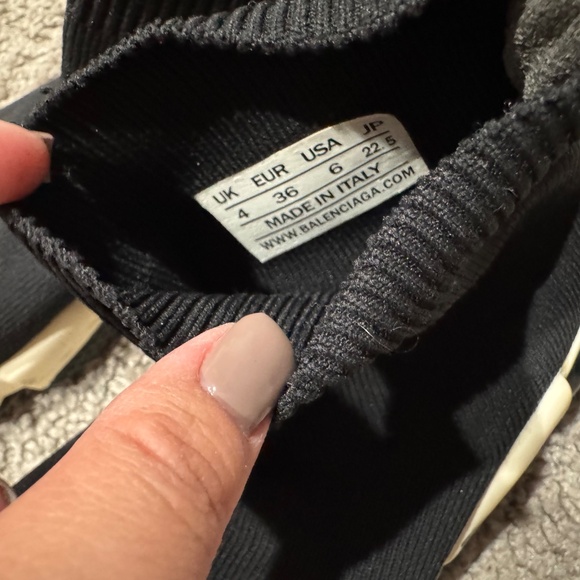 UK EUR USA JP
4 36 6 22.5
MADE IN ITALY
WWW.BALENCIAGA.COM